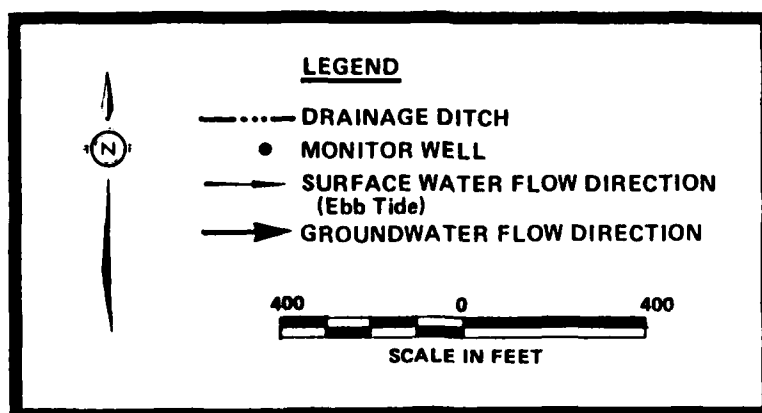 LEGEND
N
DRAINAGE DITCH
MONITOR WELL
SURFACE WATER FLOW DIRECTION
(Ebb Tide)
GROUNDWATER FLOW DIRECTION
400 0 400
SCALE IN FEET